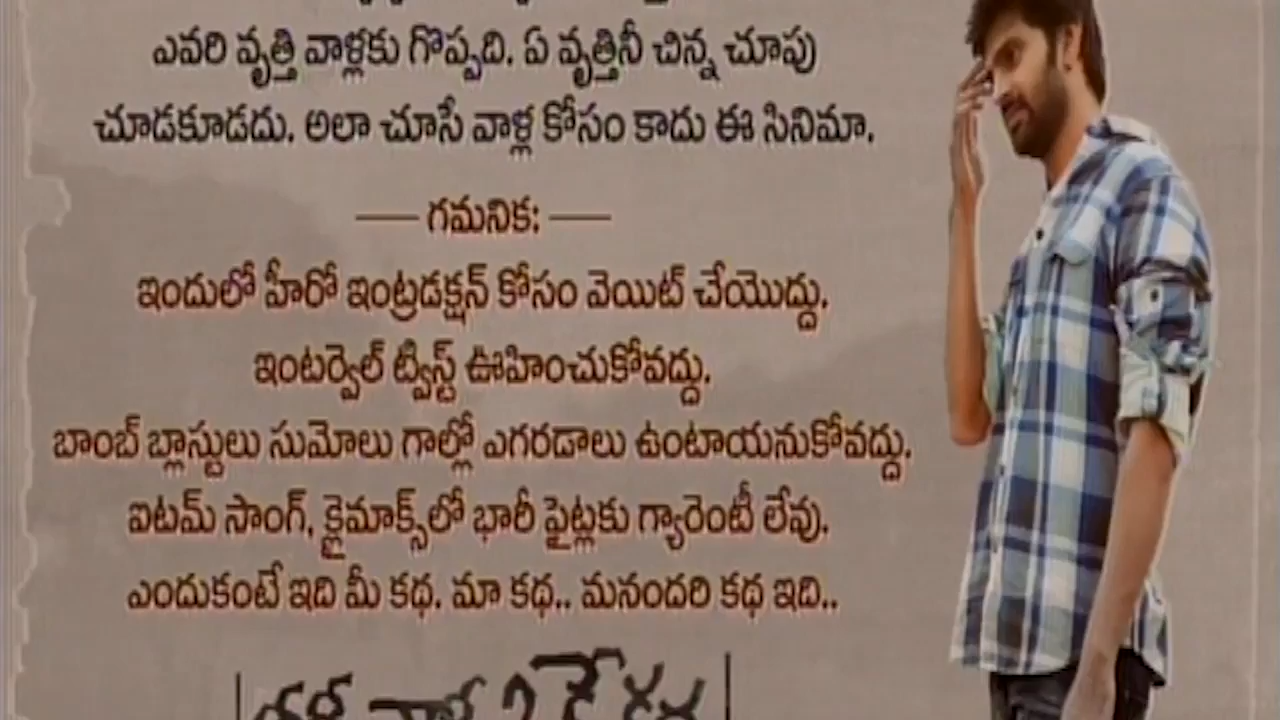 ఎవరి వృత్తి వాళ్లకు గొప్పది. ఏ వృత్తినీ చిన్న చూపు
చూడకూడదు. అలా చూసే వాళ్ల కోసం కాదు ఈ సినిమా.
గమనిక:
ఇందులో హీరో ఇంట్రడక్షన్ కోసం వెయిట్ చేయొద్దు.
ఇంటర్వెల్ ట్విస్ట్ ఊహించుకోవద్దు.
బాంబ్ బ్లాస్టులు సుమోలు గాల్లో ఎగరడాలు ఉంటాయనుకోవద్దు.
ఐటమ్ సాంగ్, క్లైమాక్స్‌లో భారీ ఫైట్లకు గ్యారెంటీ లేవు.
ఎందుకంటే ఇది మీ కథ. మా కథ.. మనందరి కథ ఇది..